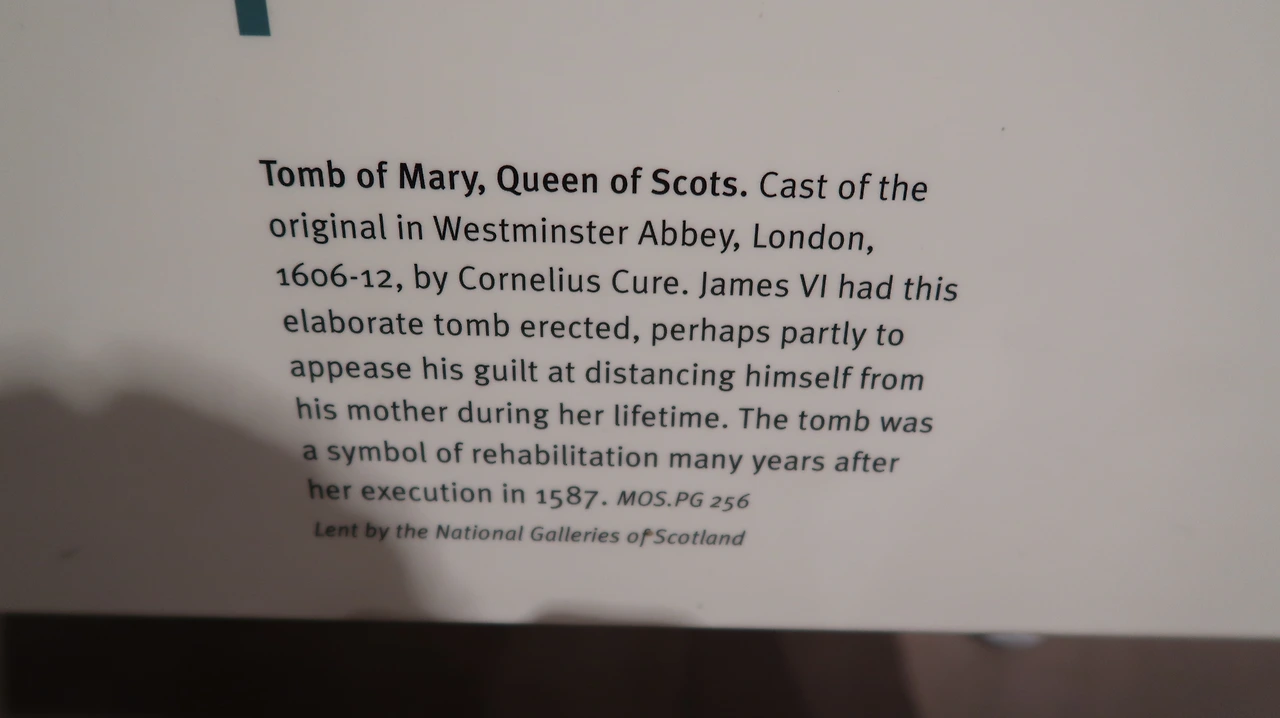 Tomb of Mary, Queen of Scots. Cast of the
original in Westminster Abbey, London,
1606-12, by Cornelius Cure. James VI had this
elaborate tomb erected, perhaps partly to
appease his guilt at distancing himself from
his mother during her lifetime. The tomb was
a symbol of rehabilitation many years after
her execution in 1587. MOS.PG 256
Lent by the National Galleries of Scotland